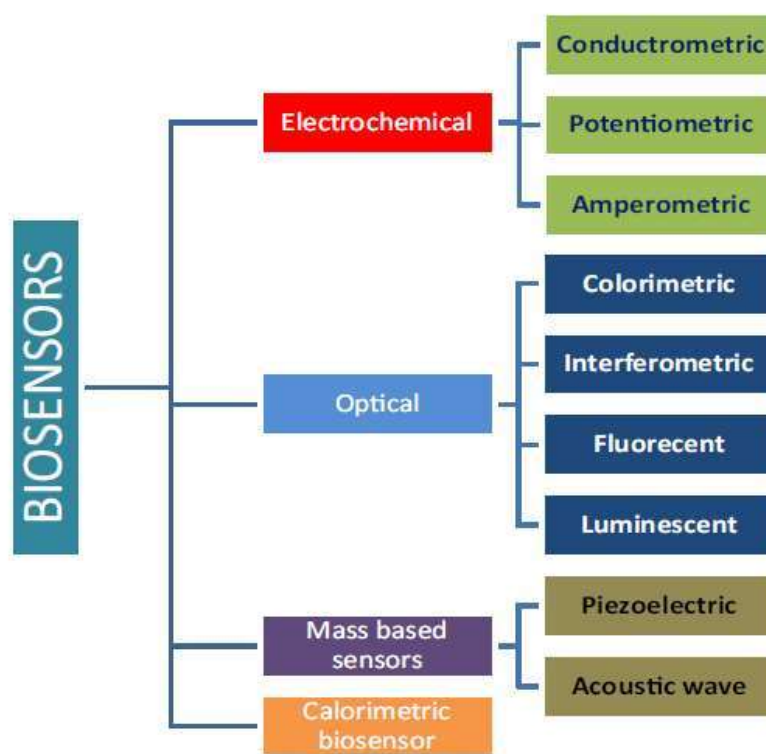 BIOSENSORS
Electrochemical
Conductrometric
Potentiometric
Amperometric
Optical
Colorimetric
Interferometric
Fluorecent
Luminescent
Mass based
sensors
Piezoelectric
Acoustic wave
Calorimetric
biosensor